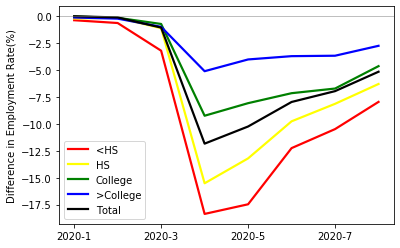 Difference in Employment Rate(%)
0.0
−2.5
−5.0
−7.5
−10.0
−12.5
−15.0
−17.5
<HS
HS
College
>College
Total
2020-1 2020-3 2020-5 2020-7